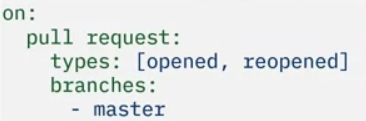 on:
  pull request:
    types: [opened, reopened]
    branches:
      - master